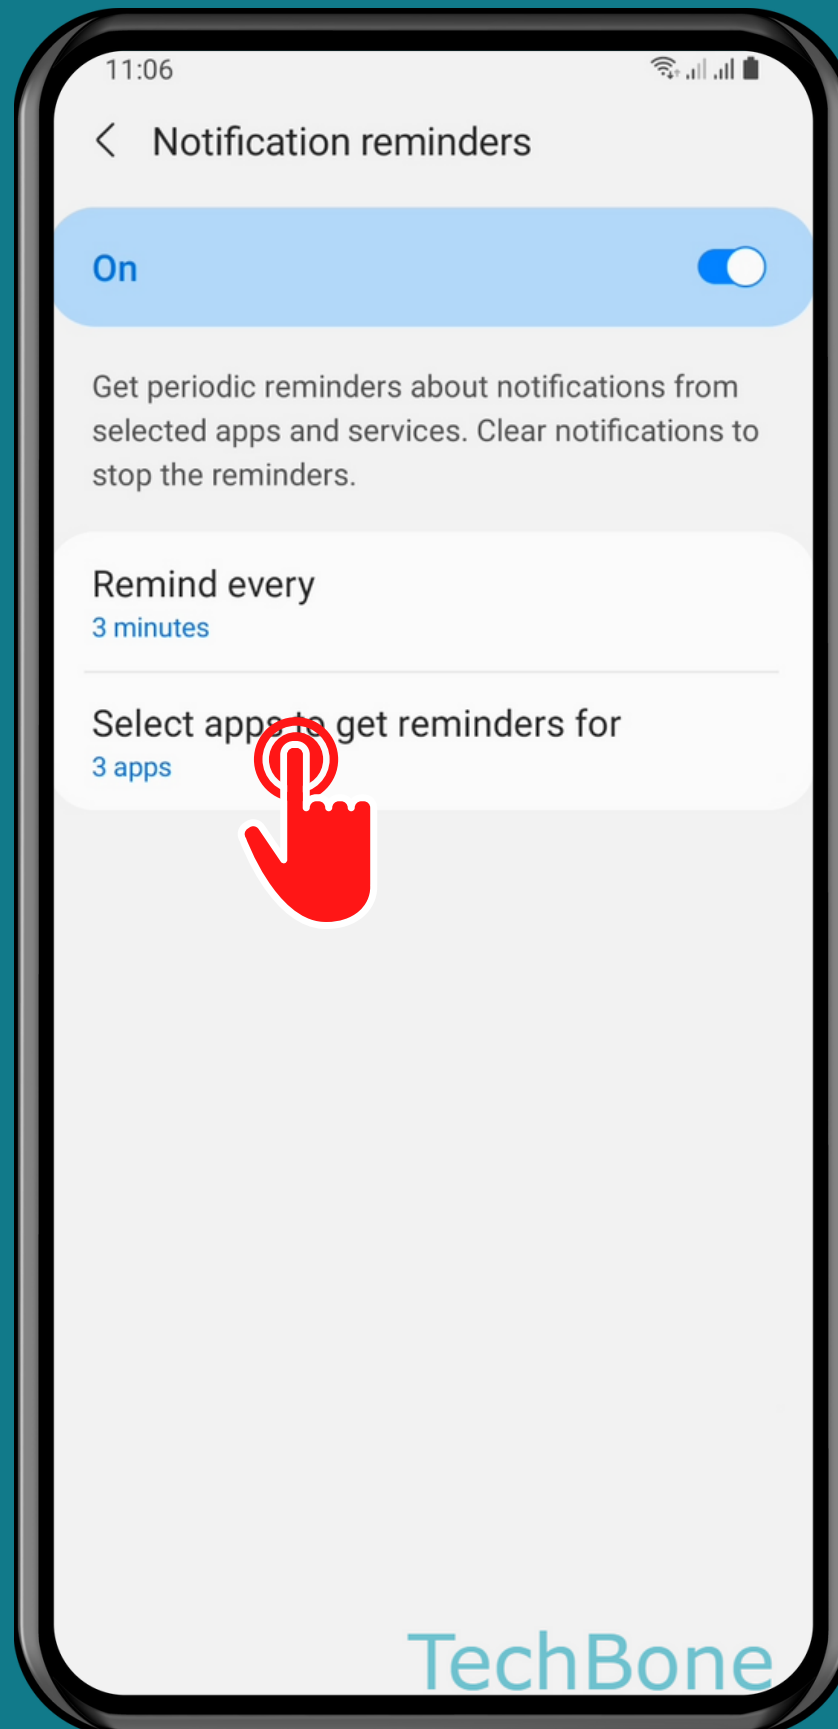 11:06
Notification reminders
On
Get periodic reminders about notifications from
selected apps and services. Clear notifications to
stop the reminders.
Remind every
3 minutes
Select apps to get reminders for
3 apps
TechBone